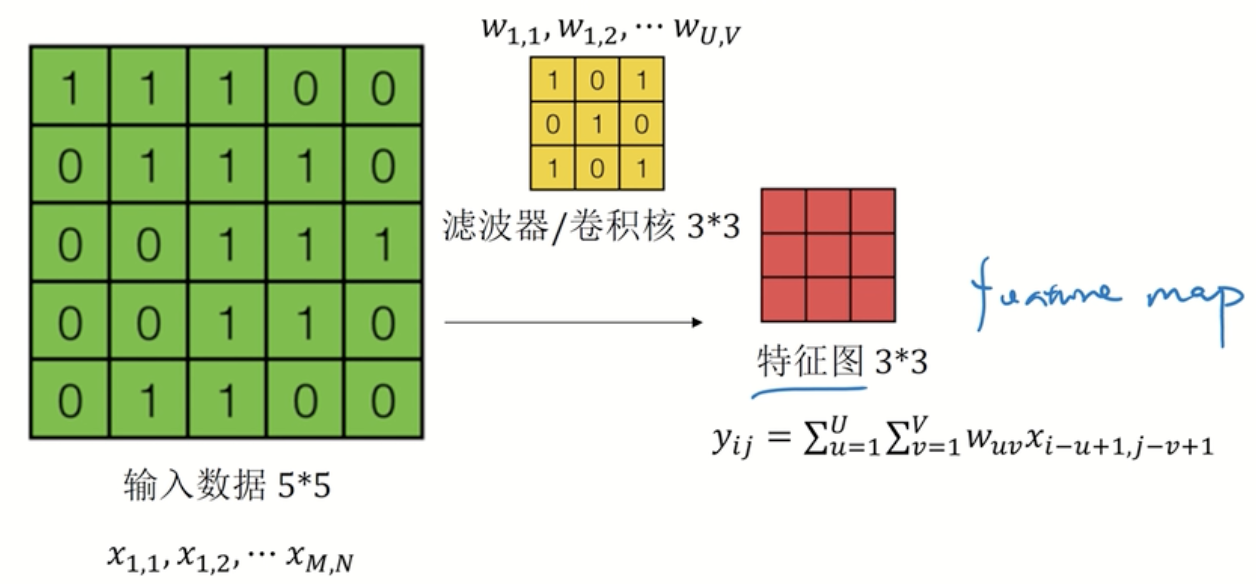 w_{1,1}, w_{1,2}, ⋯ w_{U,V}
1 1 1 0 0
0 1 1 1 0
0 0 1 1 1
0 0 1 1 0
0 1 1 0 0
1 0 1
0 1 0
1 0 1
滤波器/卷积核 3*3
feature map
特征图 3*3
y_{ij} = ∑_{u=1}^{U} ∑_{v=1}^{V} w_{uv} x_{i-u+1,j-v+1}
输入数据 5*5
x_{1,1}, x_{1,2}, ⋯ x_{M,N}